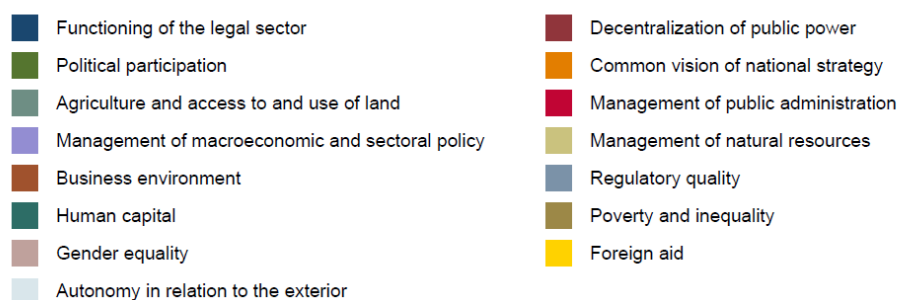 Functioning of the legal sector
Political participation
Agriculture and access to and use of land
Management of macroeconomic and sectoral policy
Business environment
Human capital
Gender equality
Autonomy in relation to the exterior
Decentralization of public power
Common vision of national strategy
Management of public administration
Management of natural resources
Regulatory quality
Poverty and inequality
Foreign aid